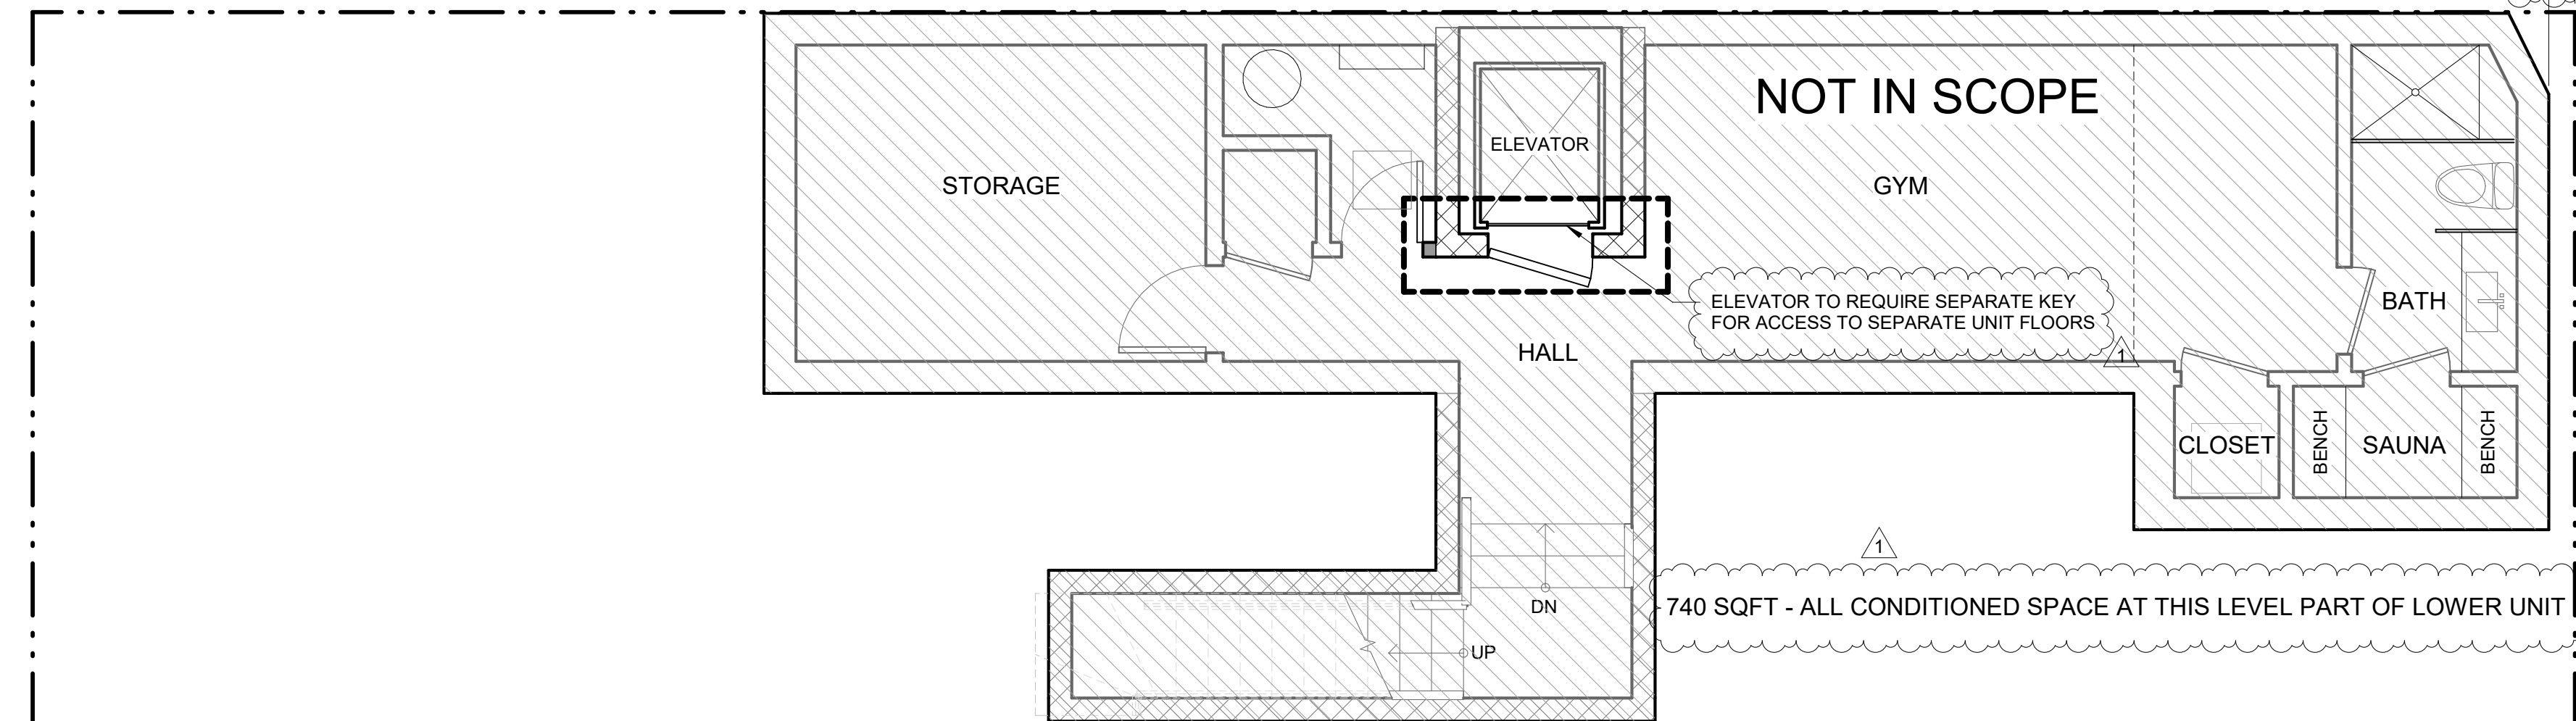 NOT IN SCOPE
ELEVATOR
STORAGE
GYM
ELEVATOR TO REQUIRE SEPARATE KEY
FOR ACCESS TO SEPARATE UNIT FLOORS
BATH
HALL
1
CLOSET
BENCH
SAUNA
BENCH
1
DN
740 SQFT - ALL CONDITIONED SPACE AT THIS LEVEL PART OF LOWER UNIT
UP